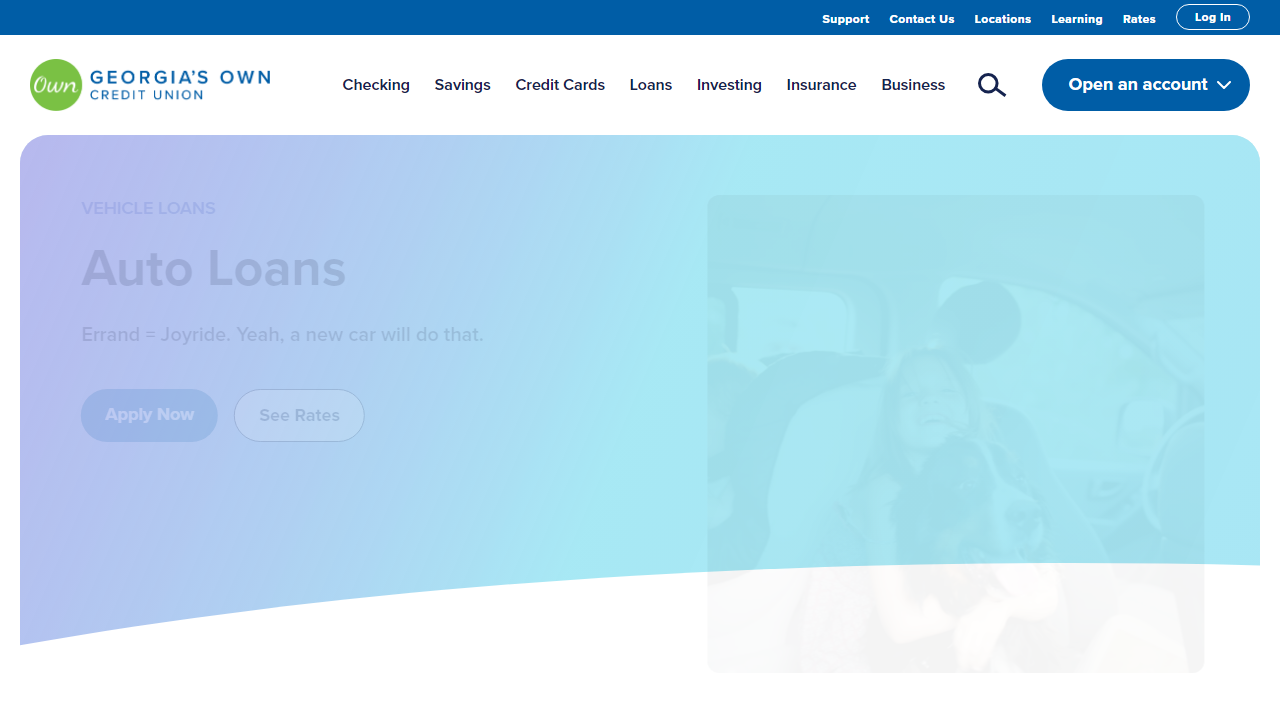 Support Contact Us Locations Learning Rates Log In
Own GEORGIA'S OWN
CREDIT UNION
Checking Savings Credit Cards Loans Investing Insurance Business Open an account
VEHICLE LOANS
Auto Loans
Errand = Joyride. Yeah, a new car will do that.
Apply Now See Rates